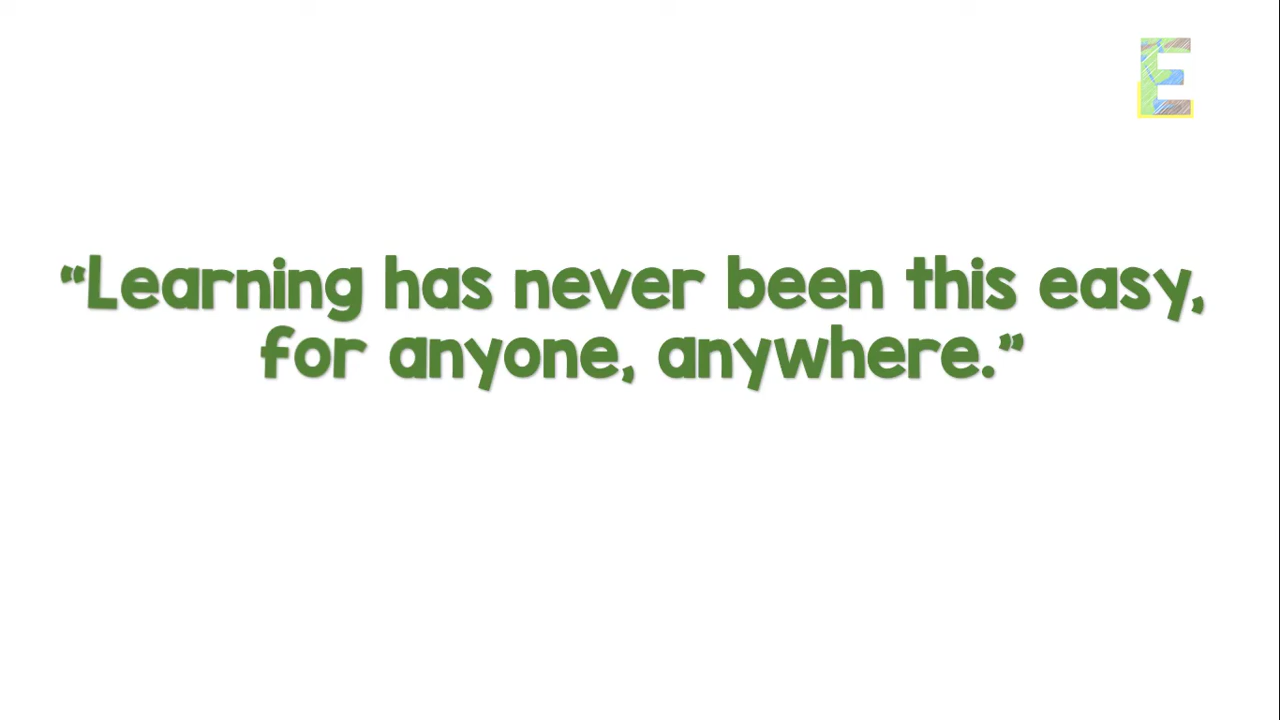 E
“Learning has never been this easy,
for anyone, anywhere.”